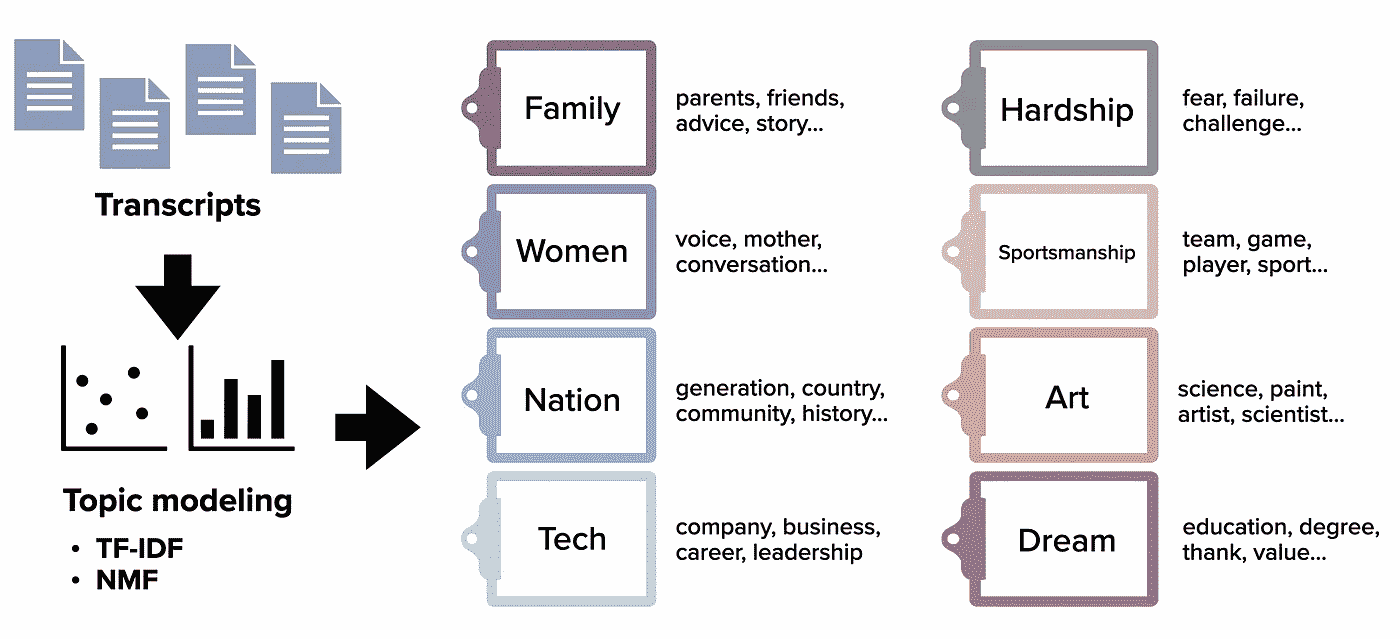 Transcripts
Topic modeling
• TF-IDF
• NMF
Family
parents, friends,
advice, story...
Women
voice, mother,
conversation...
Nation
generation, country,
community, history...
Tech
company, business,
career, leadership
Hardship
fear, failure,
challenge...
Sportsmanship
team, game,
player, sport...
Art
science, paint,
artist, scientist...
Dream
education, degree,
thank, value...